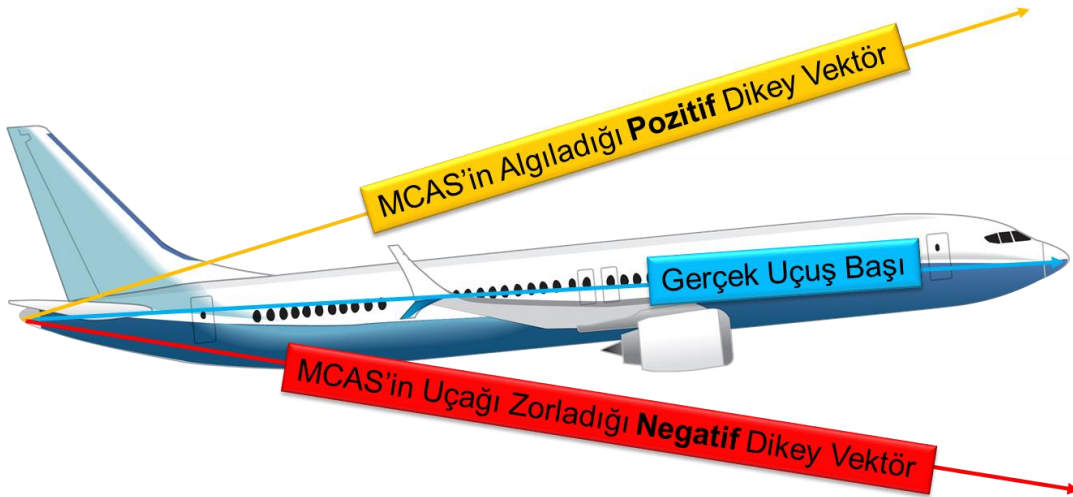 MCAS’in Algıladığı Pozitif Dikey Vektör
Gerçek Uçuş Başı
MCAS’in Uçağı Zorladığı Negatif Dikey Vektör